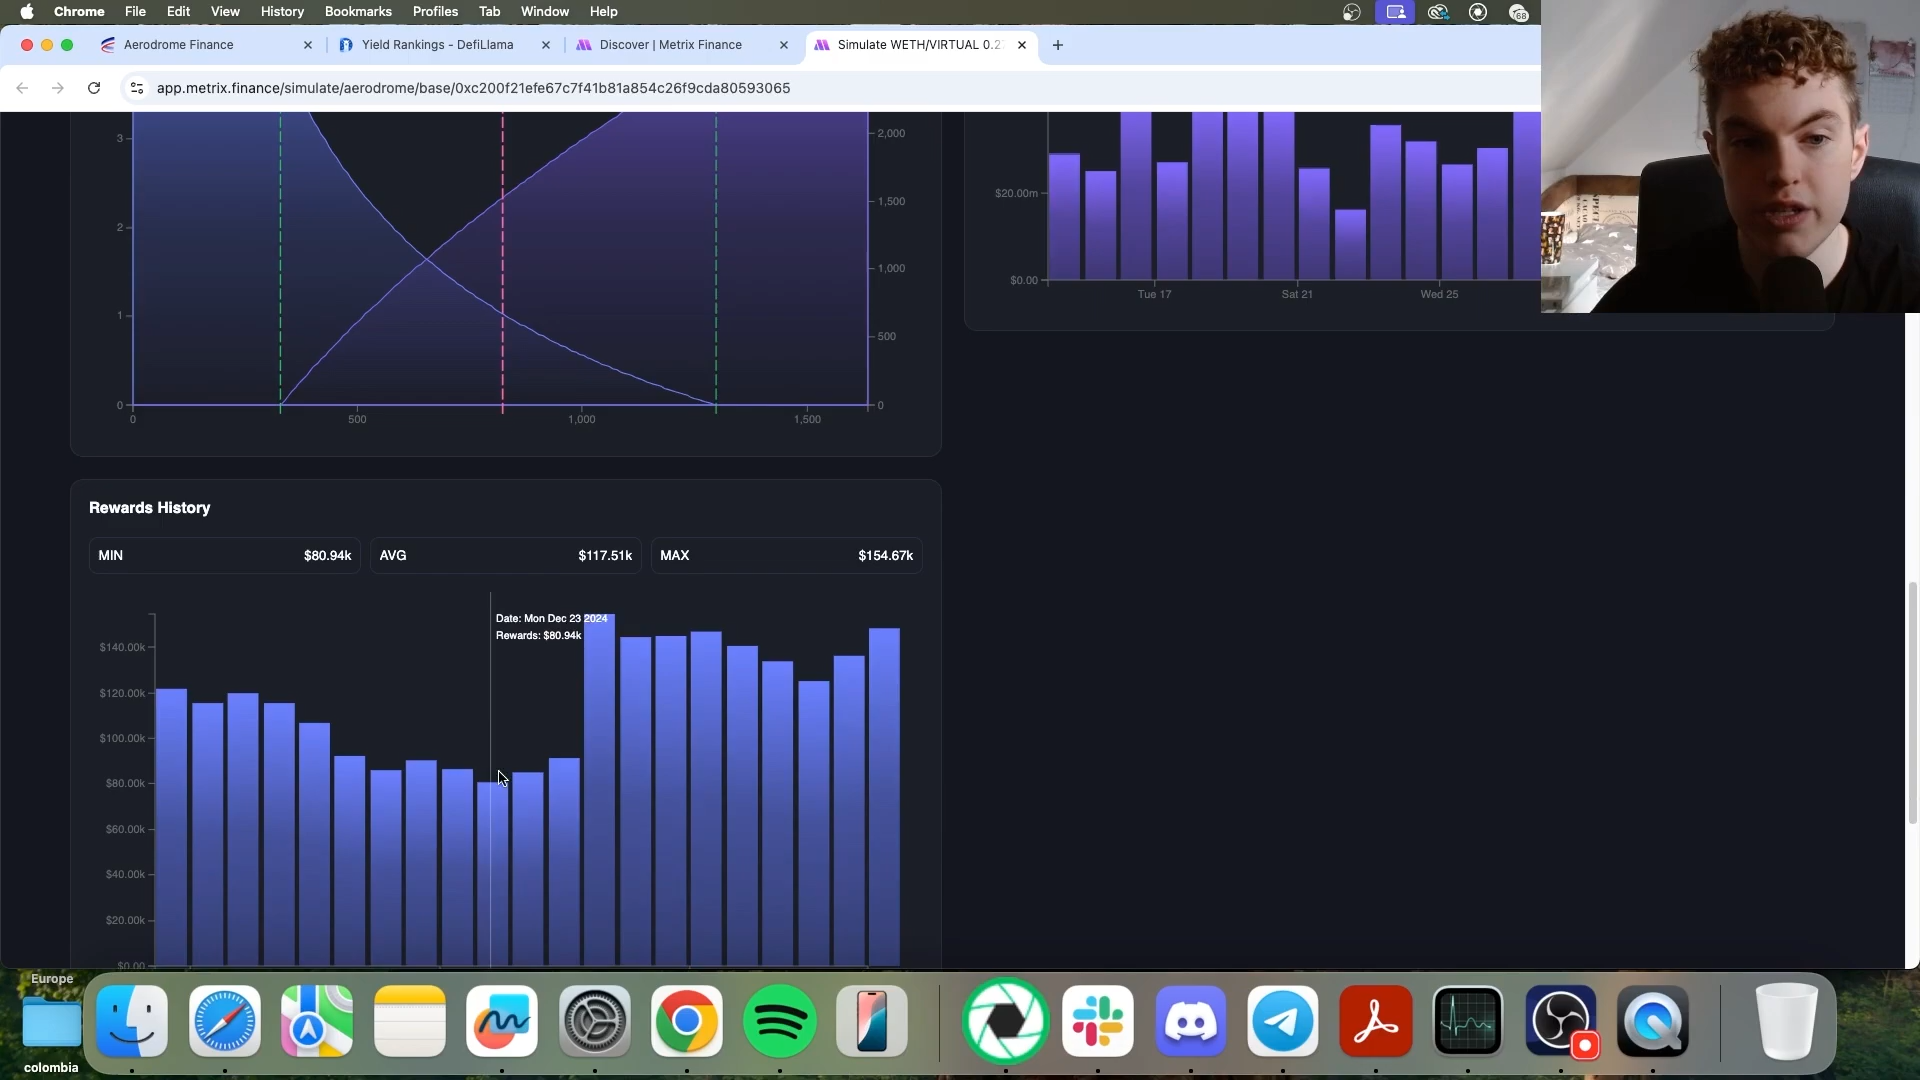 Chrome File Edit View History Bookmarks Profiles Tab Window Help
68
Aerodrome Finance
Yield Rankings - DefiLlama
Discover | Metrix Finance
Simulate WETH/VIRTUAL 0.2
app.metrix.finance/simulate/aerodrome/base/0xc200f21efe67c7f41b81a854c26f9cda80593065
3
2
1
0
2,000
1,500
1,000
500
0
0 500 1,000 1,500
$20.00m
$0.00
Tue 17 Sat 21 Wed 25
Rewards History
MIN $80.94k
AVG $117.51k
MAX $154.67k
Date: Mon Dec 23 2024
Rewards: $80.94k
$140.00k
$120.00k
$100.00k
$80.00k
$60.00k
$40.00k
$20.00k
$0.00
Europe
colombia